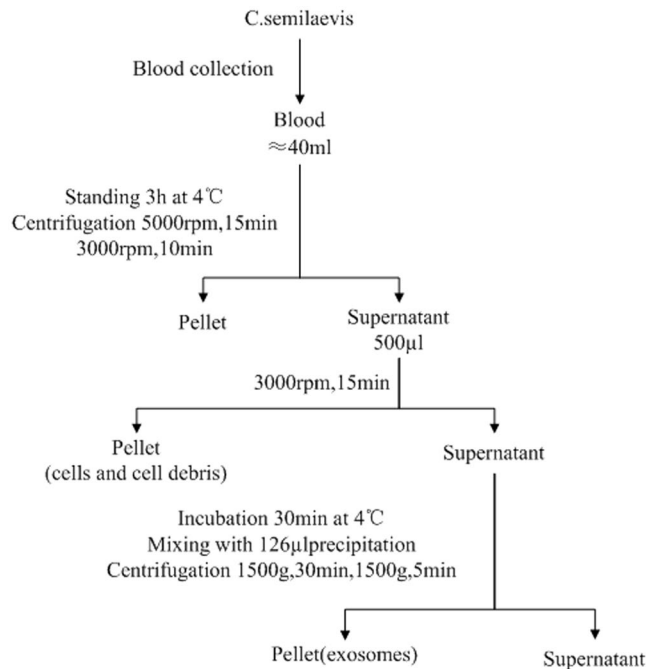 C.semilaevis
Blood collection
Blood
≈40ml
Standing 3h at 4℃
Centrifugation 5000rpm,15min
3000rpm,10min
Pellet
Supernatant
500μl
3000rpm,15min
Pellet
(cells and cell debris)
Supernatant
Incubation 30min at 4℃
Mixing with 126μlprecipitation
Centrifugation 1500g,30min,1500g,5min
Pellet(exosomes)
Supernatant